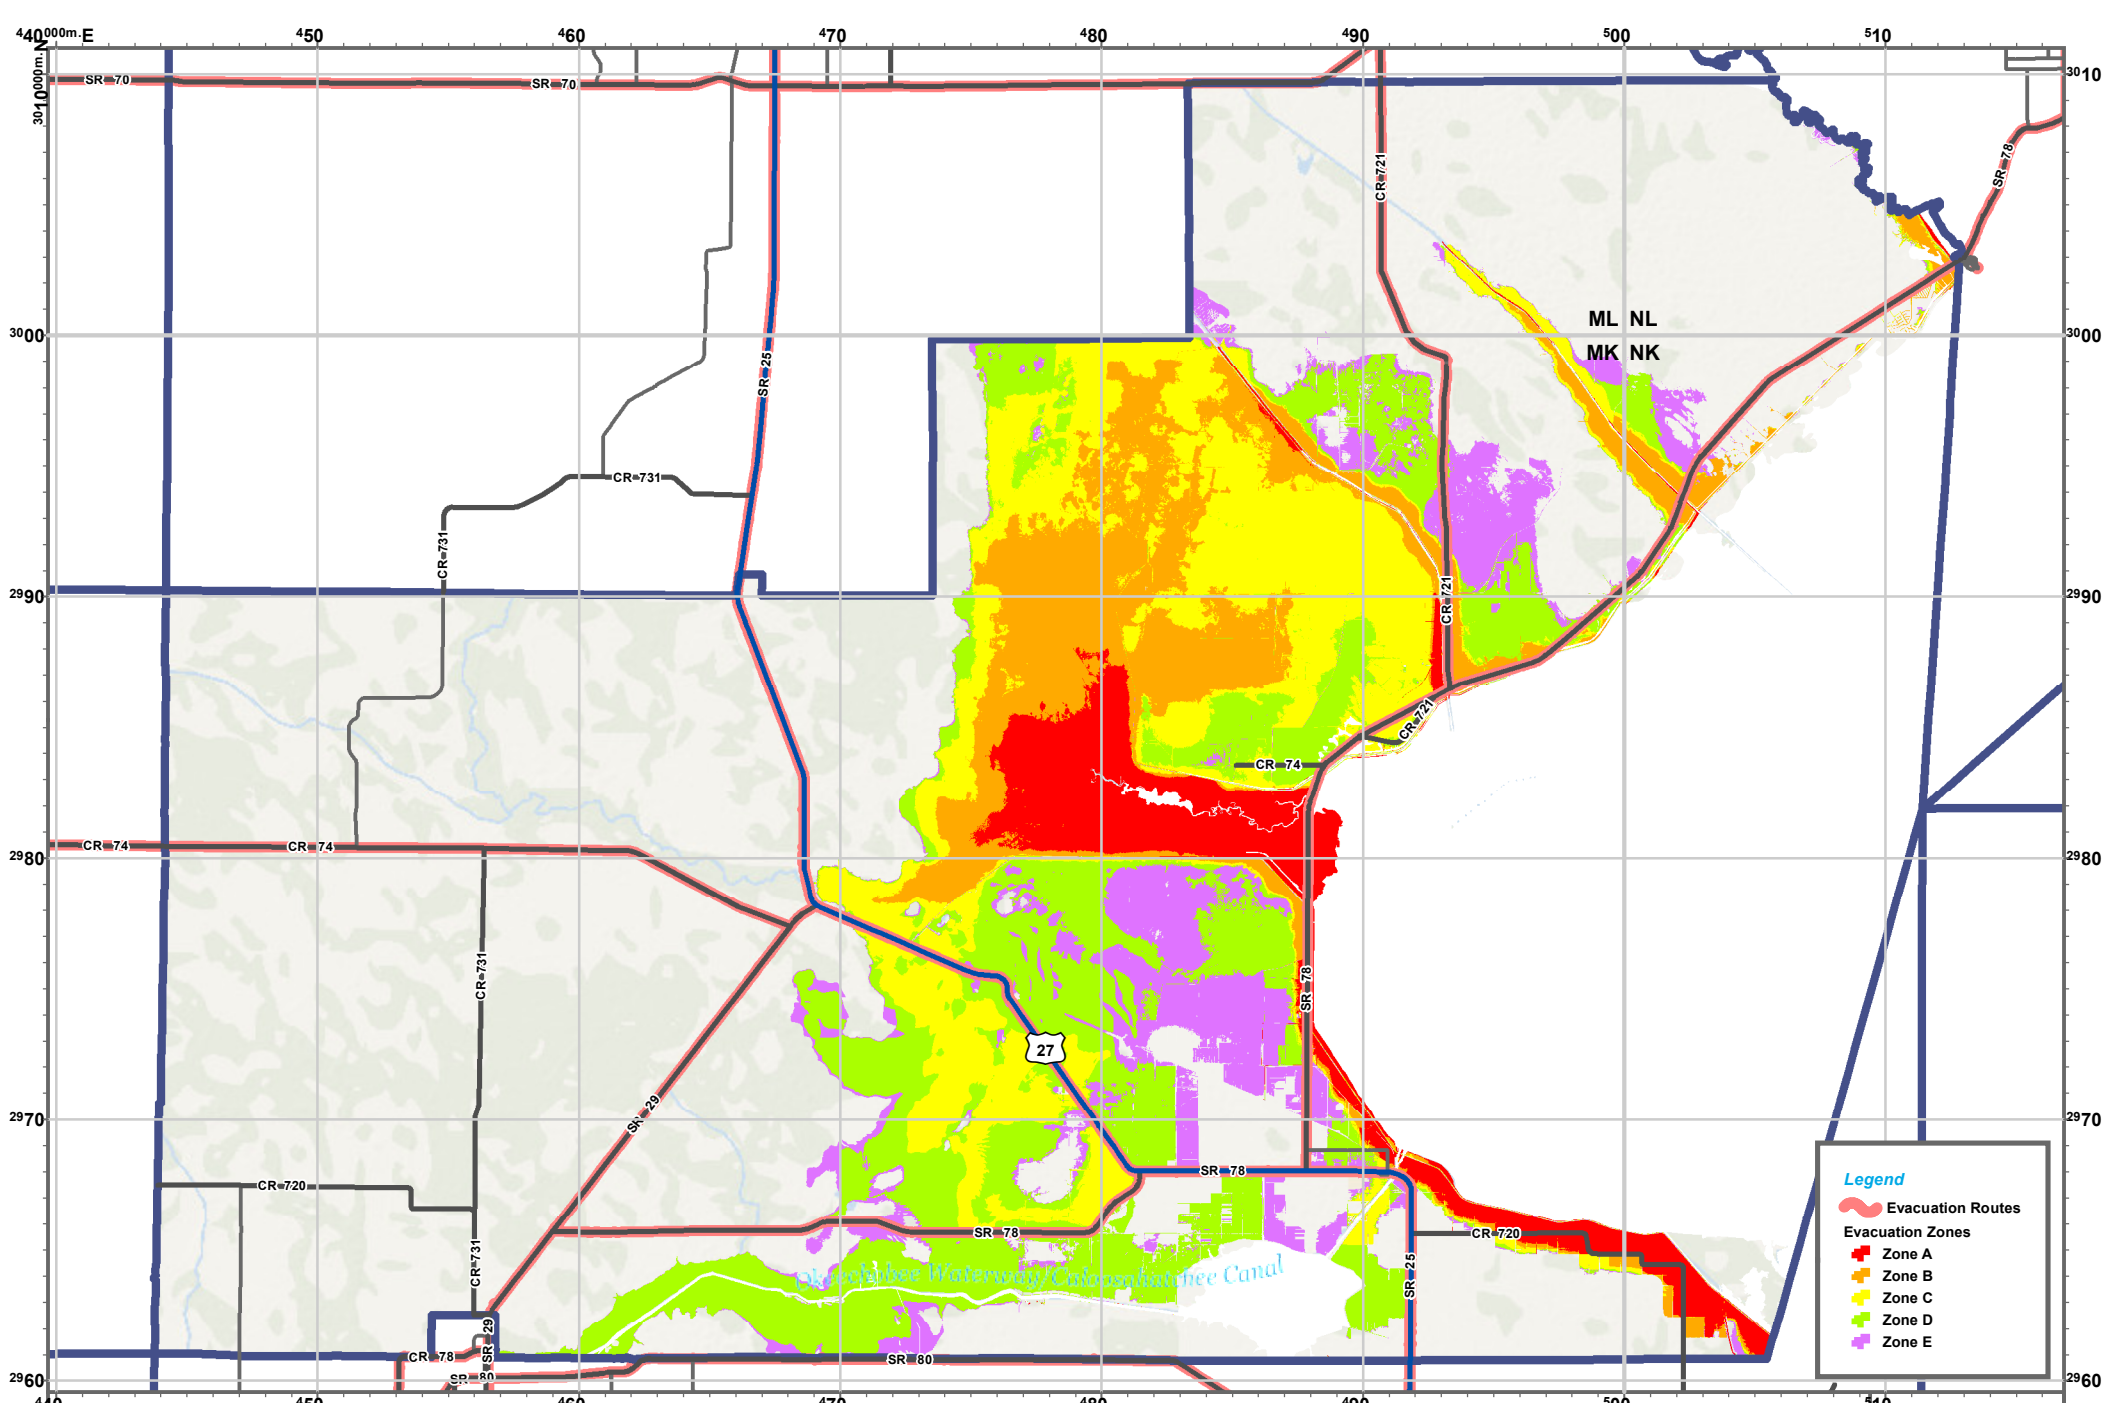 440000m.E 450 460 470 480 490 500 510
3010000m.N
3010
SR 70
SR 70
SR 78
CR 721
ML NL
3000
3000
MK NK
SR 25
CR 731
CR 731
2990
2990
CR 721
CR 721
CR 74
CR 74
CR 74
2980
2980
CR 731
SR 78
27
SR 29
2970
2970
SR 78
CR 720
SR 78
CR 720
CR 731
SR 25
Okeechobee Waterway/Caloosahatchee Canal
SR 29
CR 78
SR 80
SR 80
2960
2960
440 450 460 470 480 490 500 510
Legend
Evacuation Routes
Evacuation Zones
Zone A
Zone B
Zone C
Zone D
Zone E